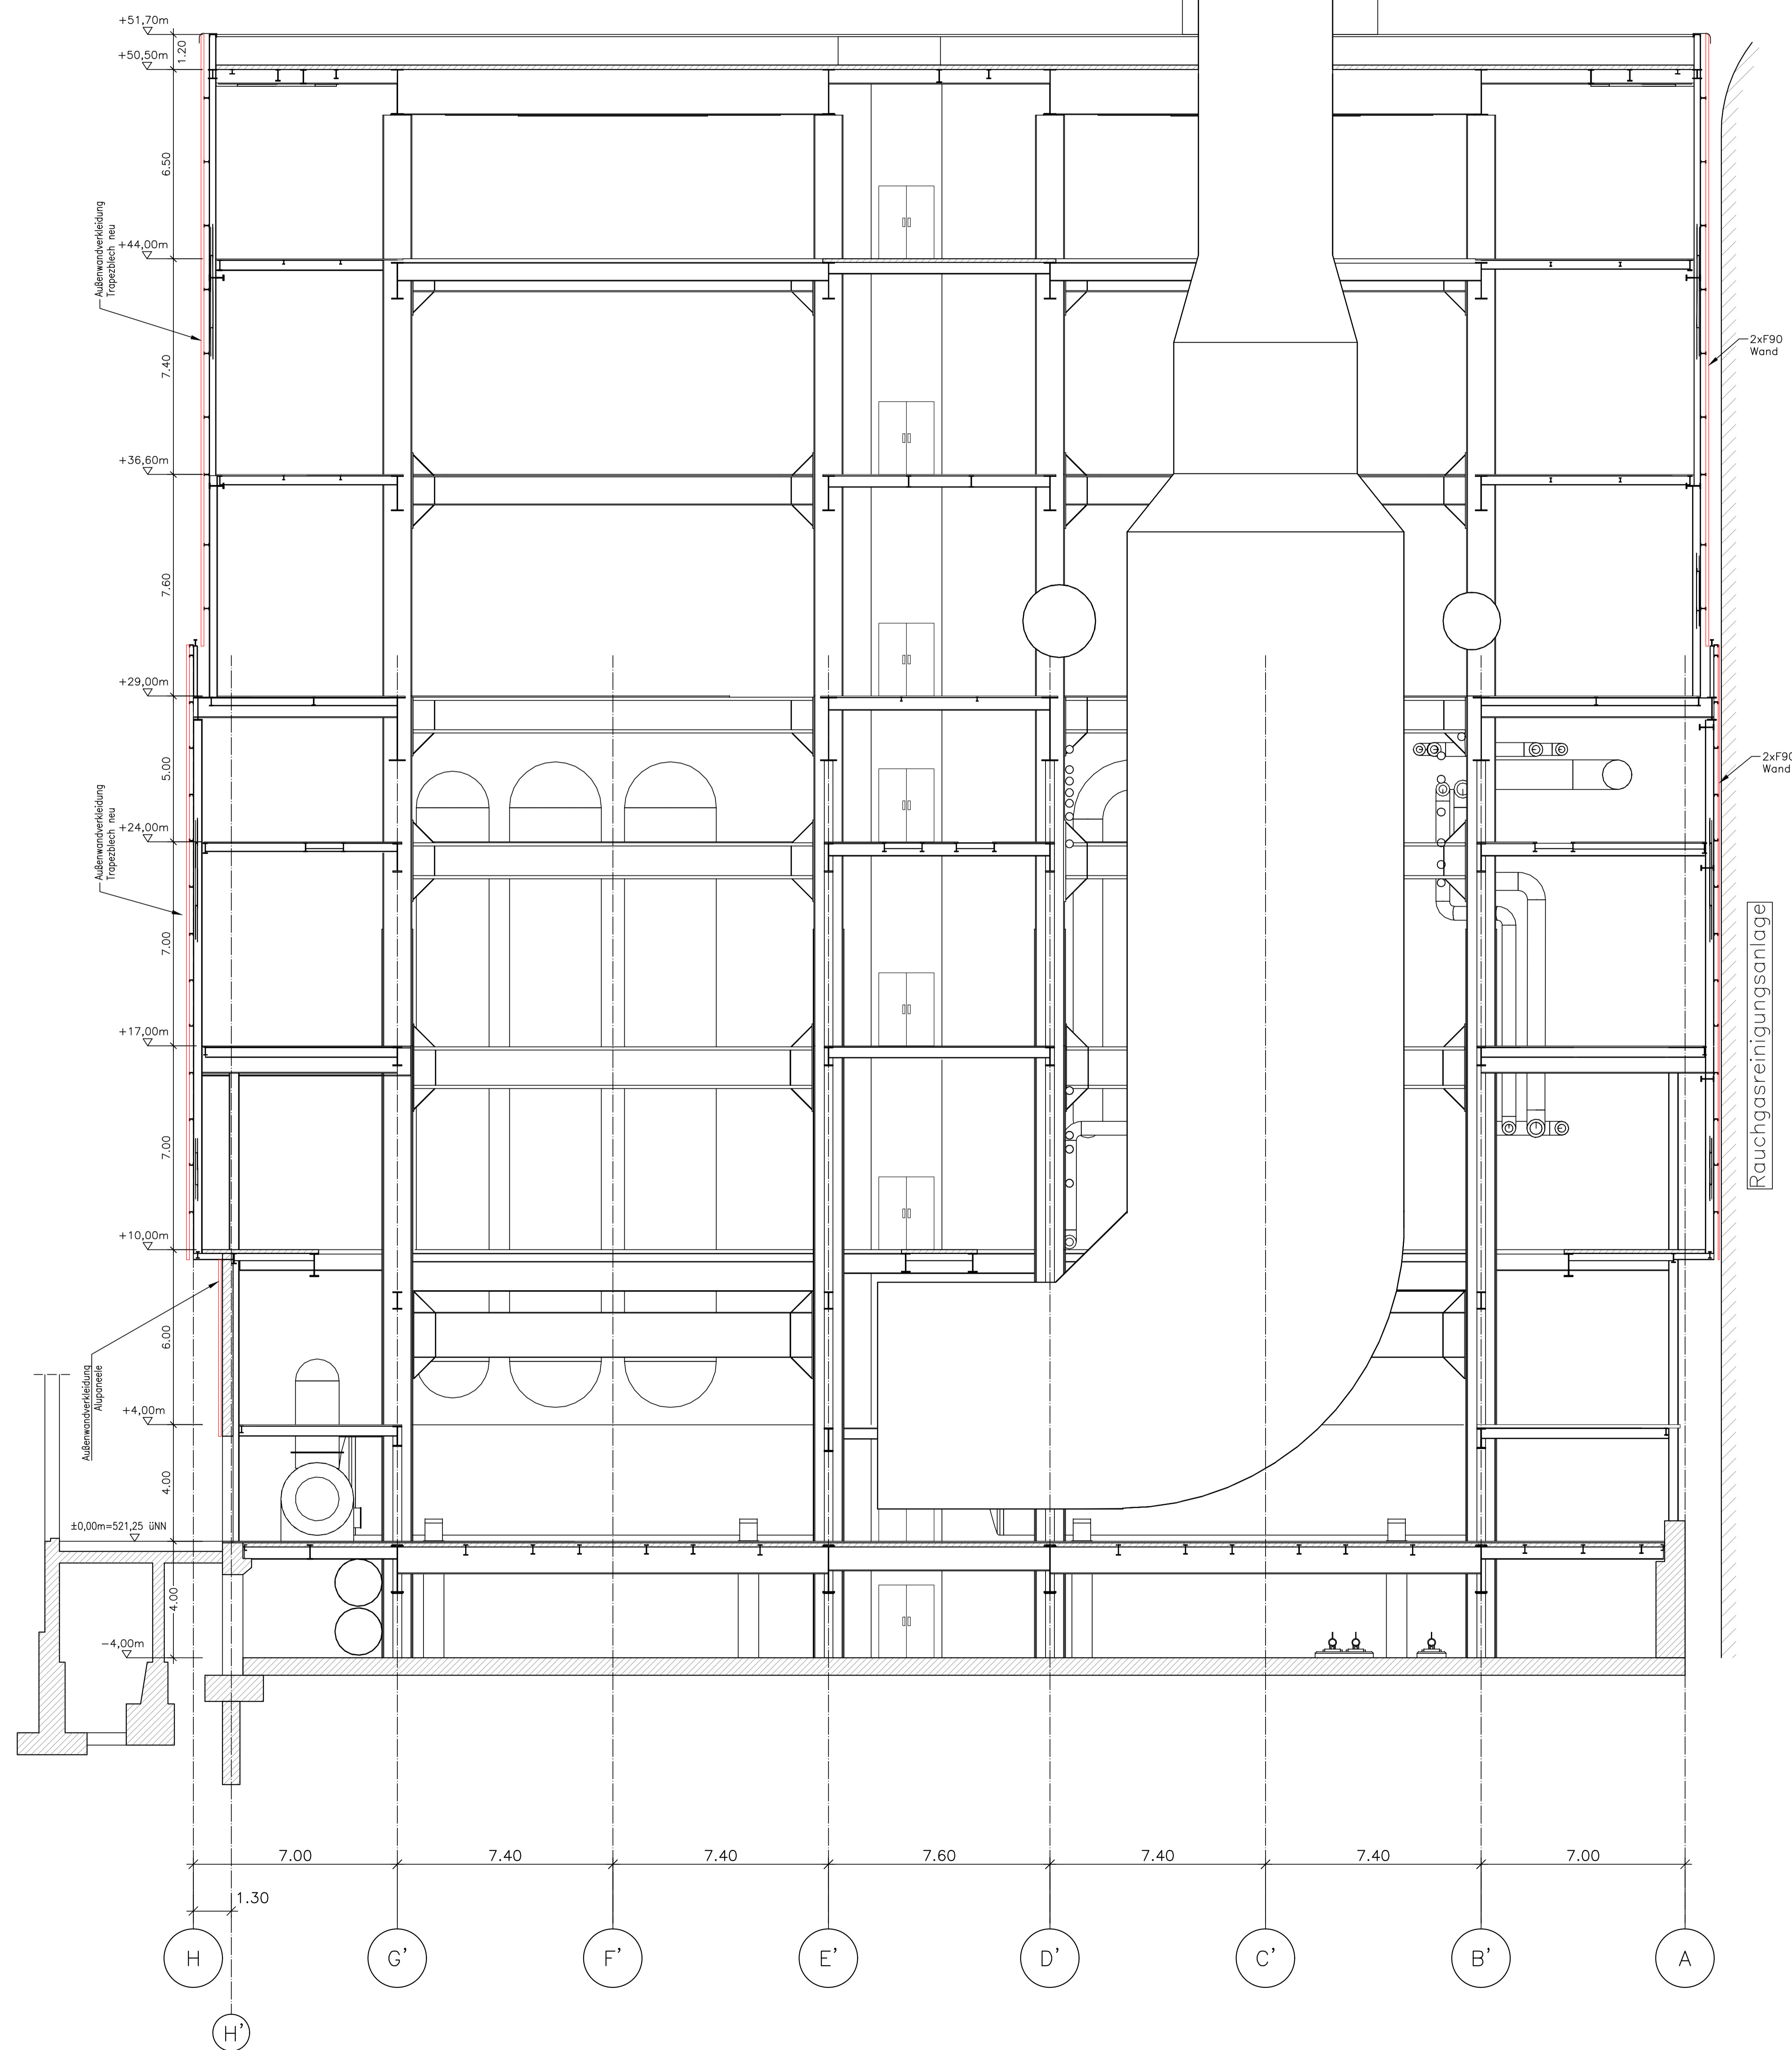 +51,70m
1.20
+50,50m
6.50
Außenwandverkleidung
Trapezblech neu
+44,00m
7.40
2xF90
Wand
+36,60m
7.60
+29,00m
5.00
2xF90
Wand
Außenwandverkleidung
Trapezblech neu
+24,00m
7.00
Rauchgasreinigungsanlage
+17,00m
7.00
+10,00m
6.00
Außenwandverkleidung
Alupaneele
+4,00m
4.00
±0,00m=521,25 üNN
4.00
−4,00m
7.00 7.40 7.40 7.60 7.40 7.40 7.00
1.30
H G' F' E' D' C' B' A
H'